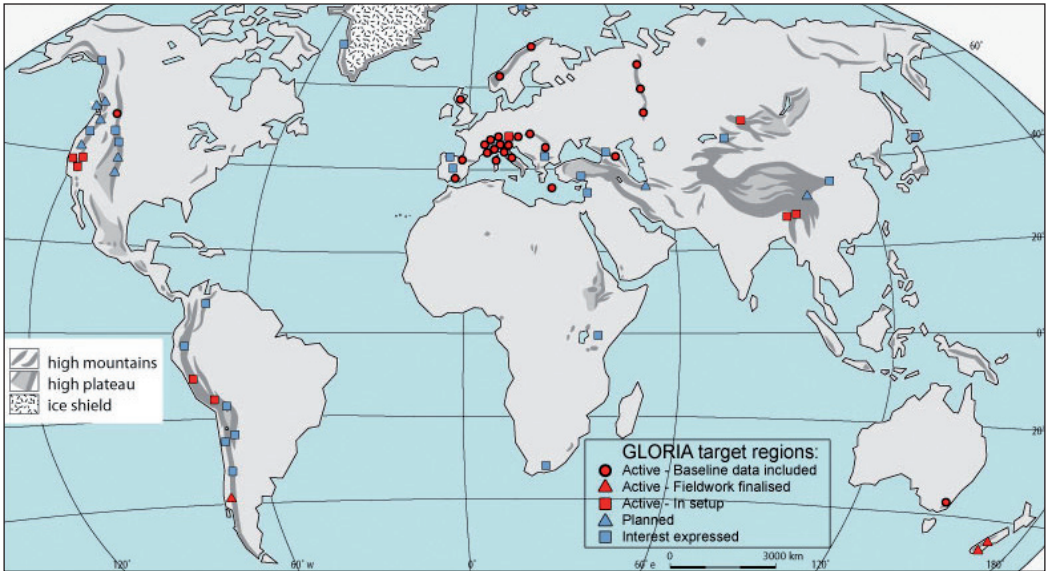 60°
40°
20°
0°
20°
high mountains
high plateau
ice shield
GLORIA target regions:
Active - Baseline data included
Active - Fieldwork finalised
Active - In setup
Planned
Interest expressed
0 3000 km
120° 60° w 0° 60° e 120° 180°